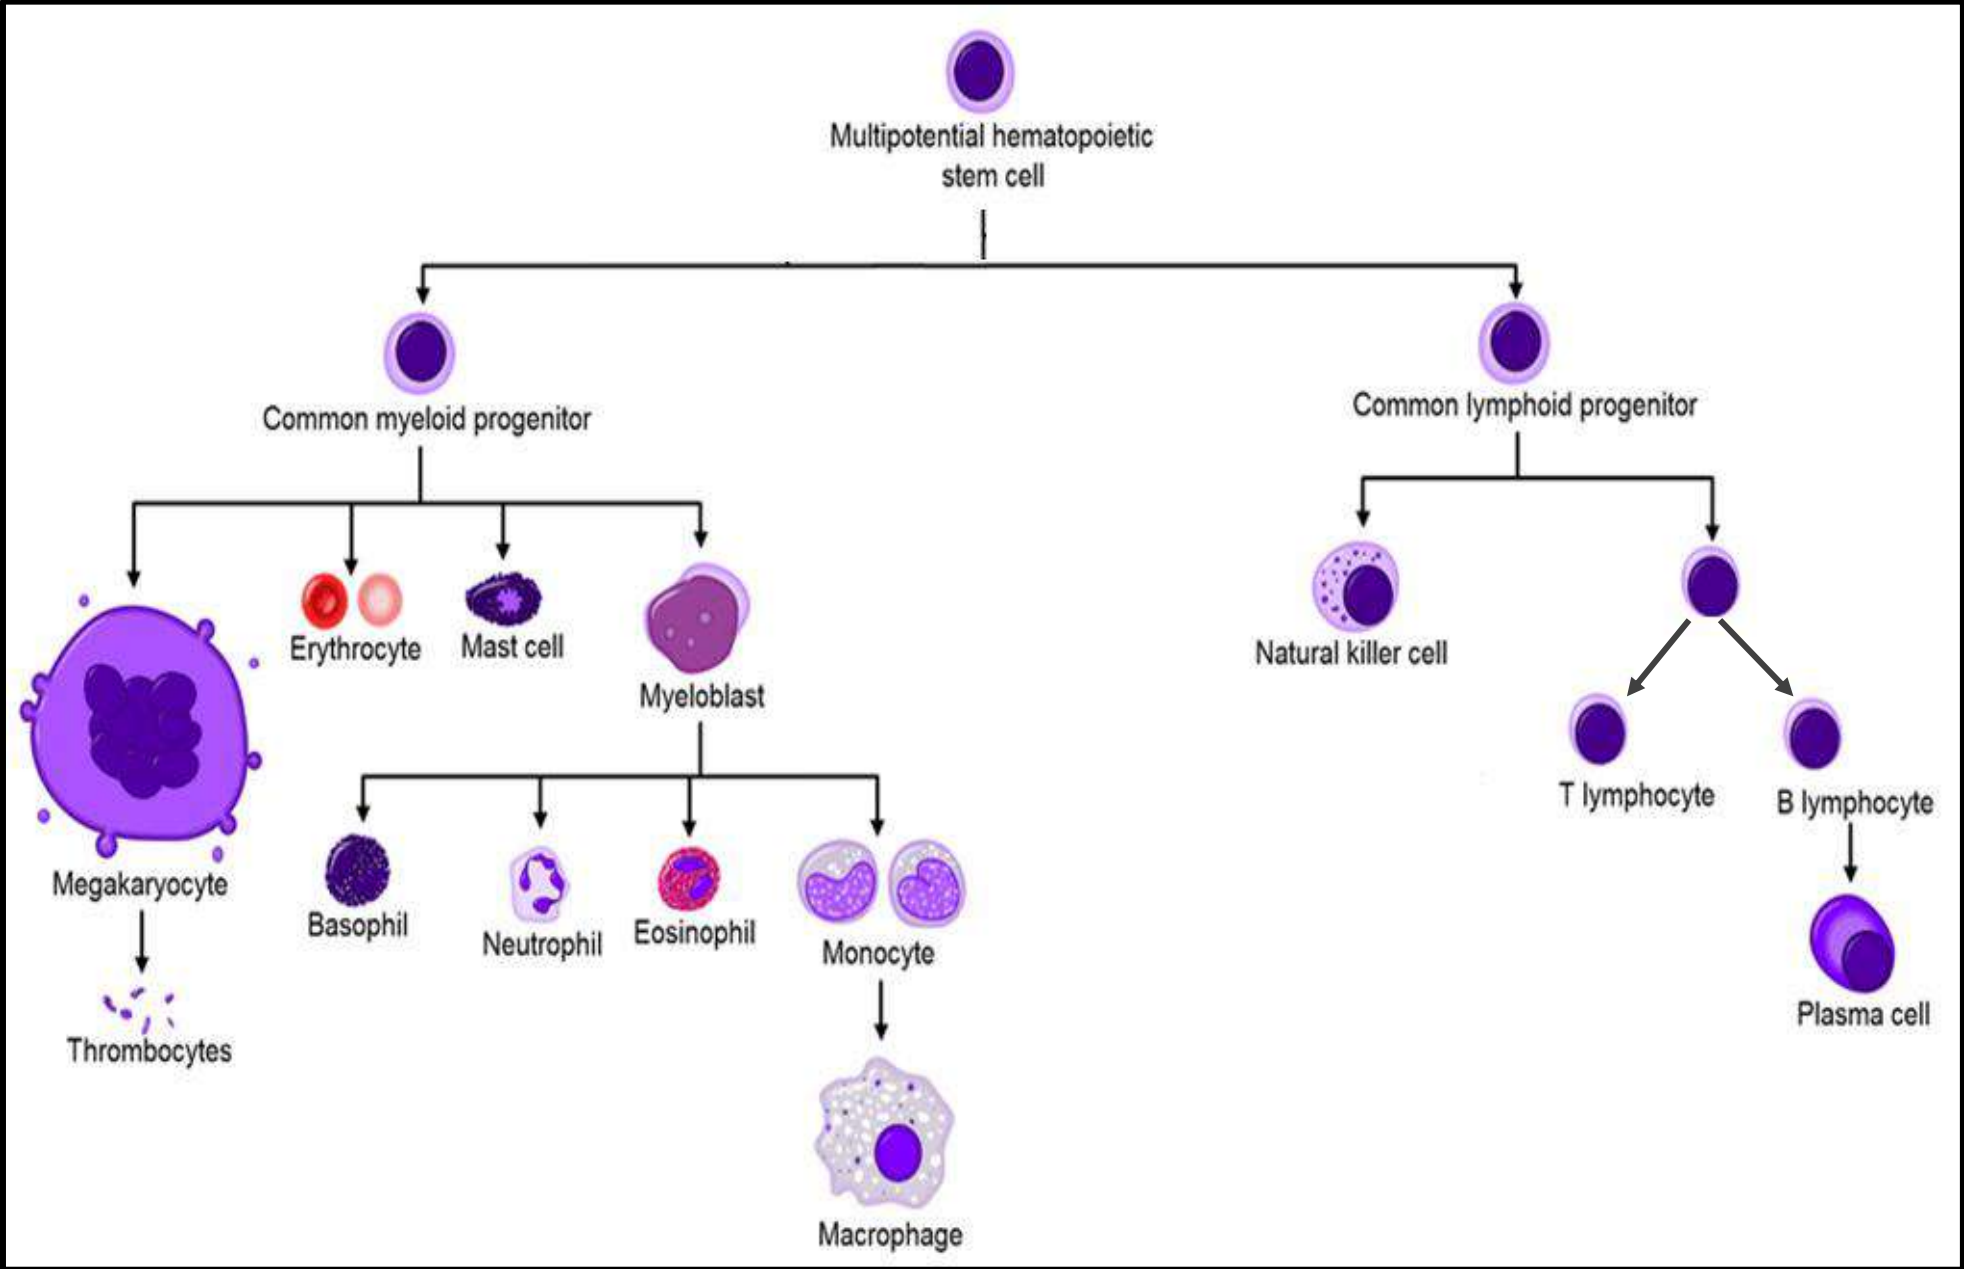 Multipotential hematopoietic
stem cell
Common myeloid progenitor
Common lymphoid progenitor
Erythrocyte
Mast cell
Myeloblast
Natural killer cell
T lymphocyte
B lymphocyte
Megakaryocyte
Basophil
Neutrophil
Eosinophil
Monocyte
Plasma cell
Thrombocytes
Macrophage